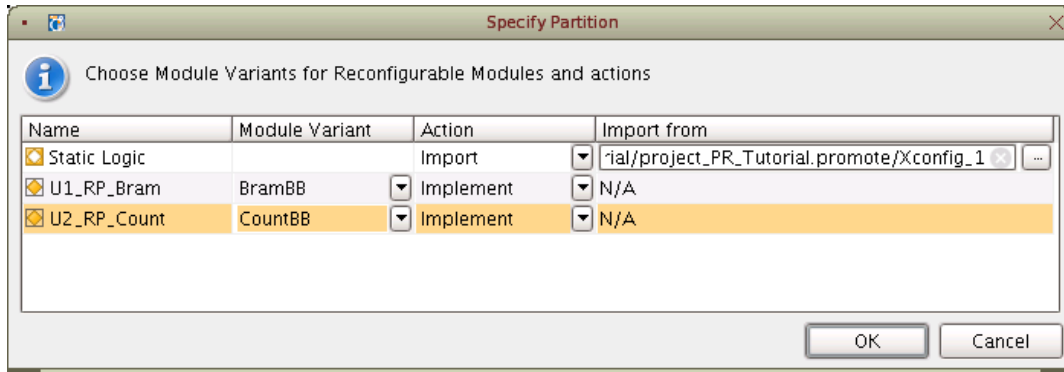 Specify Partition
Choose Module Variants for Reconfigurable Modules and actions
Name Module Variant Action Import from
Static Logic Import rial/project_PR_Tutorial.promote/Xconfig_1 ...
U1_RP_Bram BramBB Implement N/A
U2_RP_Count CountBB Implement N/A
OK Cancel